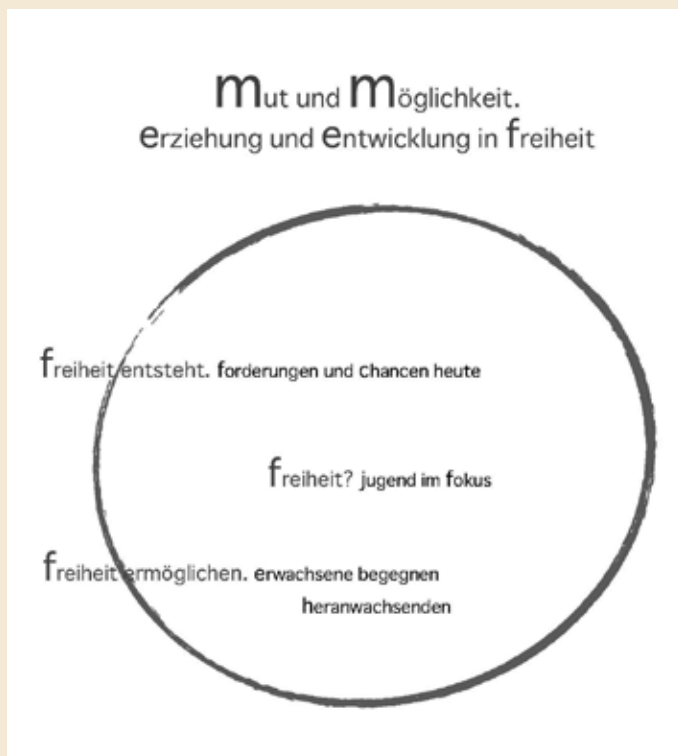 mut und möglichkeit.
erziehung und entwicklung in freiheit
freiheit entsteht. forderungen und chancen heute
freiheit? jugend im fokus
freiheit ermöglichen. erwachsene begegnen
heranwachsenden